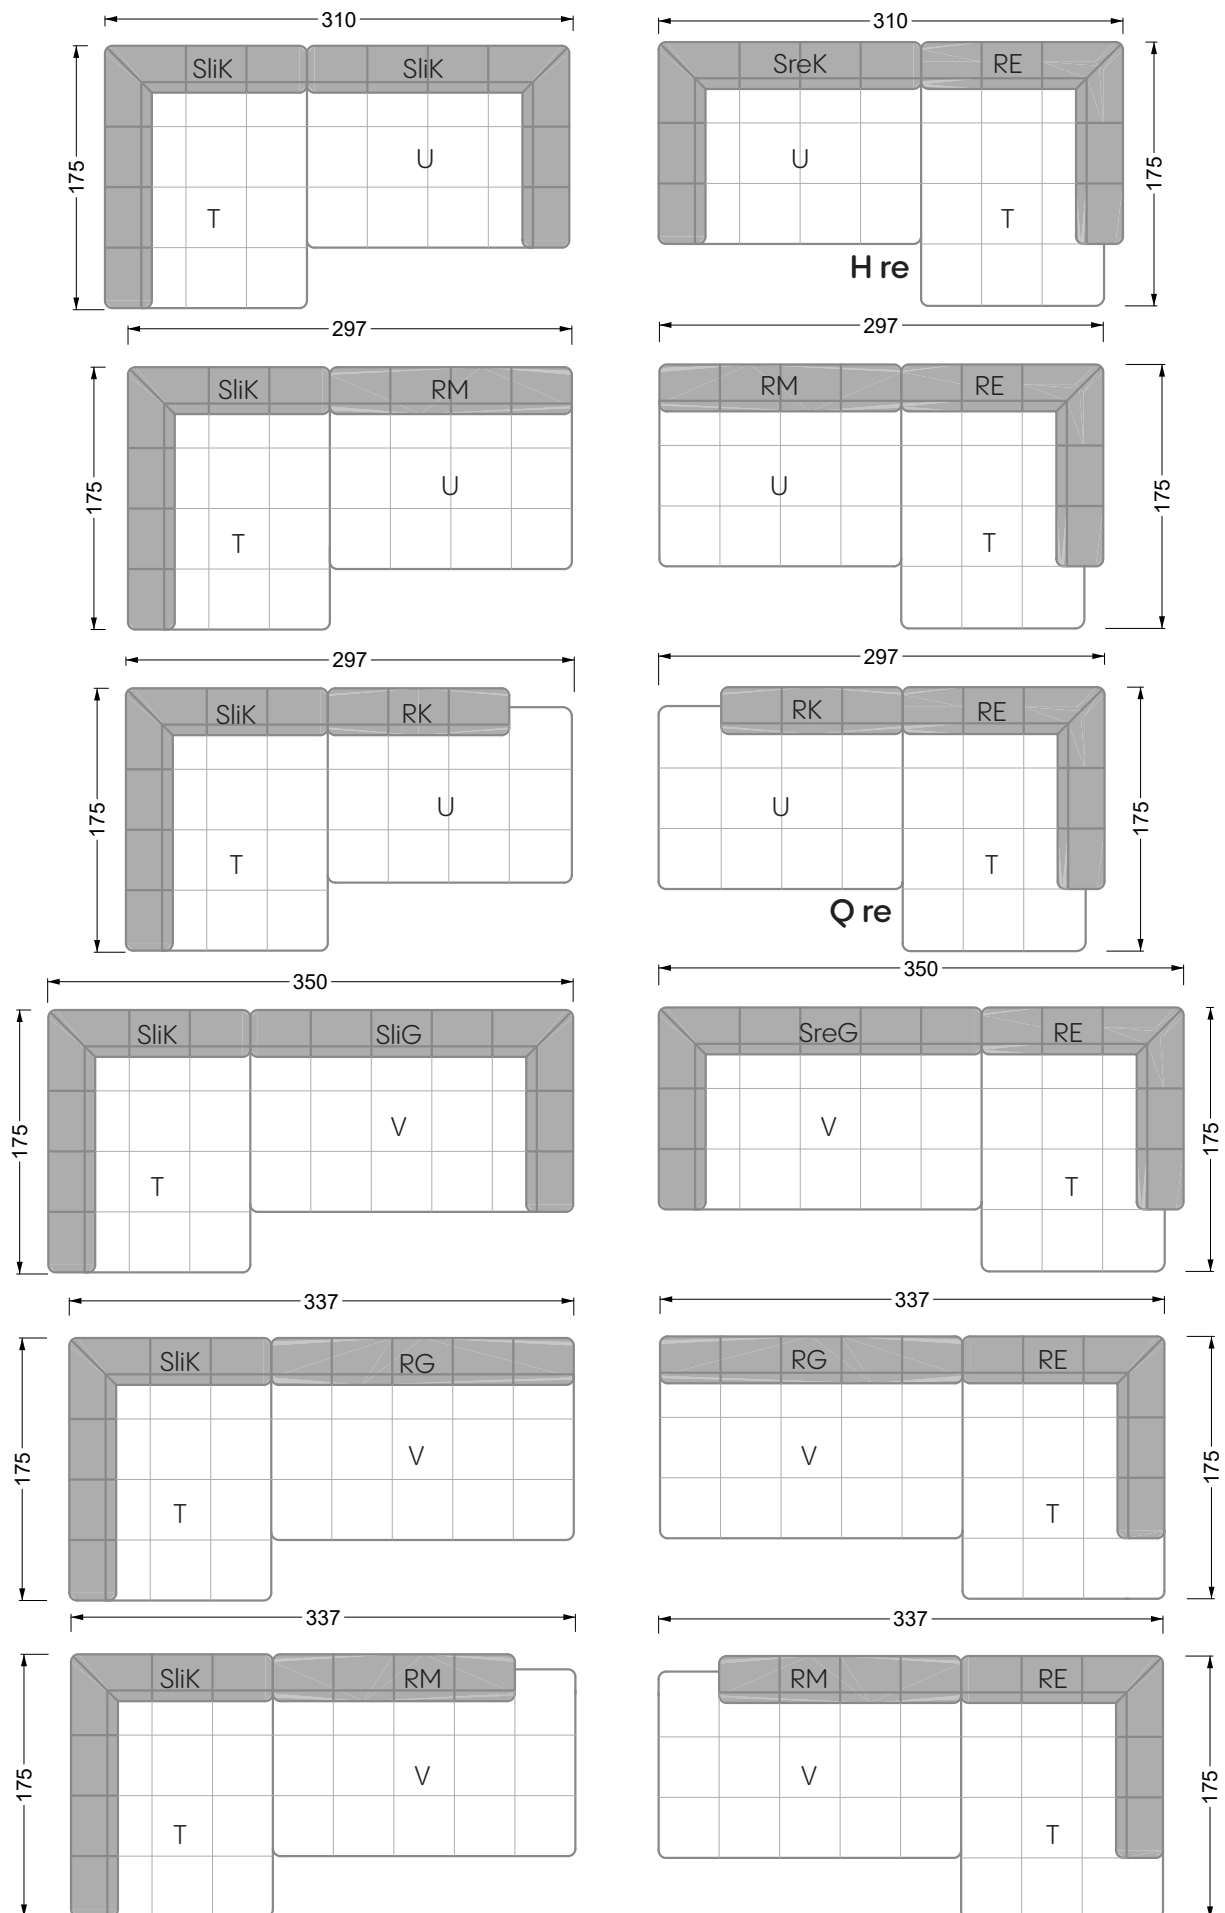 310
310
SliK
SliK
SreK
RE
U
U
175
175
T
T
H re
297
297
SliK
RM
RM
RE
U
U
175
175
T
T
297
297
SliK
RK
RK
RE
U
U
175
175
T
T
Q re
350
350
SliK
SliG
SreG
RE
V
V
175
175
T
T
337
337
SliK
RG
RG
RE
V
V
175
175
T
T
337
337
SliK
RM
RM
RE
V
V
175
175
T
T